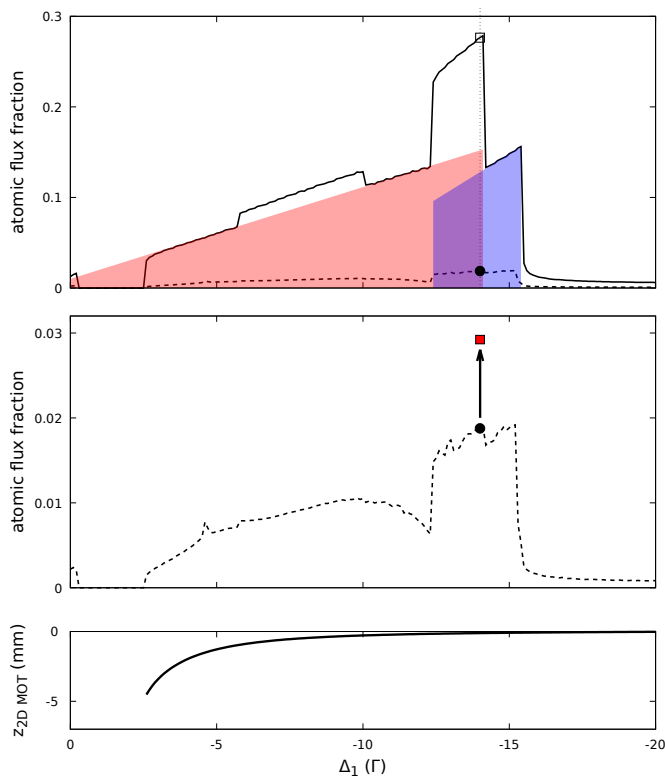 0.3
0.2
0.1
0
atomic flux fraction
0.03
0.02
0.01
0
atomic flux fraction
0
-5
z2D MOT (mm)
0 -5 -10 -15 -20
Δ1 (Γ)